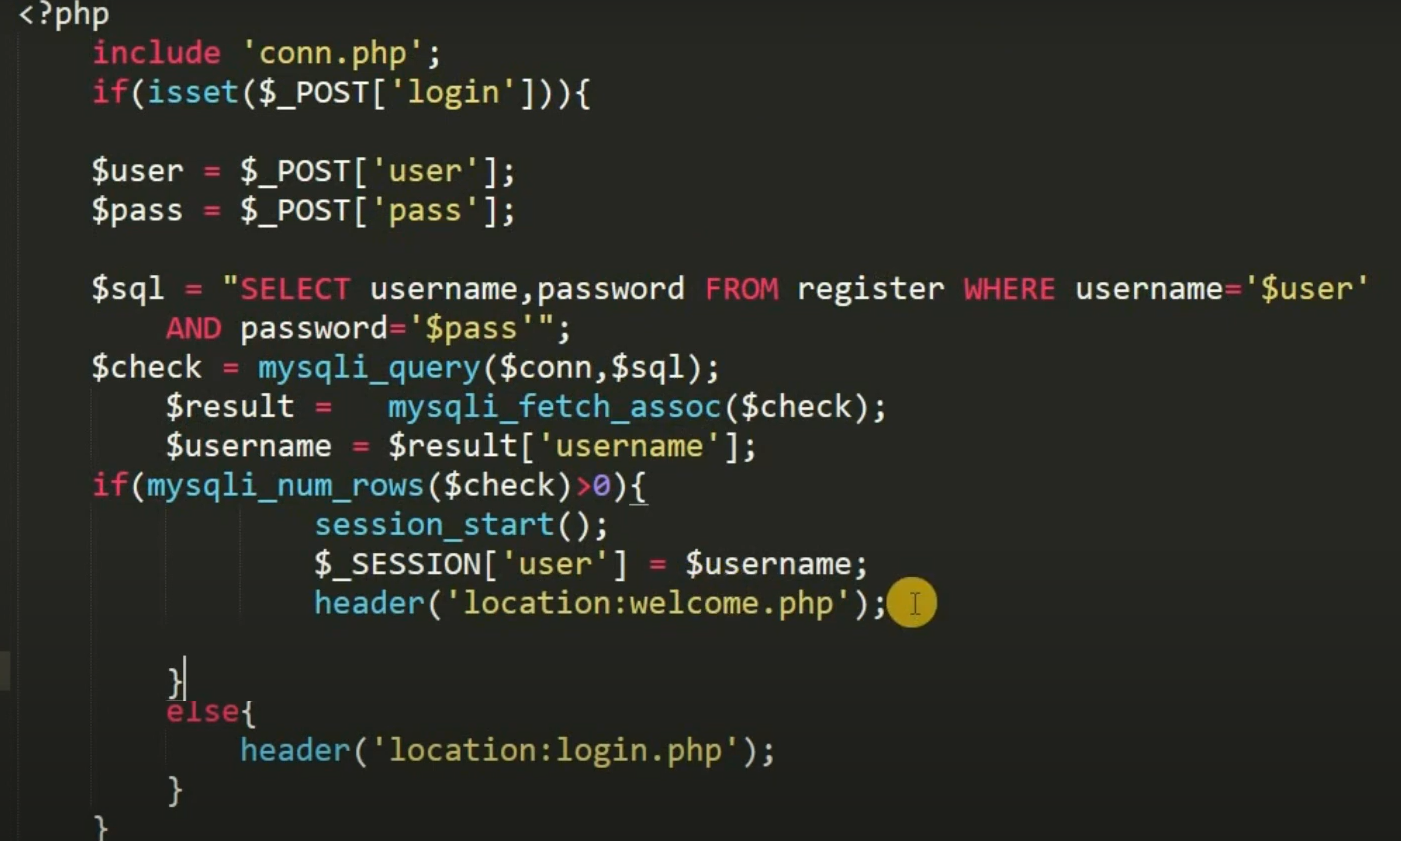 <?php
include 'conn.php';
if(isset($_POST['login'])){
$user = $_POST['user'];
$pass = $_POST['pass'];
$sql = "SELECT username,password FROM register WHERE username='$user'
AND password='$pass'";
$check = mysqli_query($conn,$sql);
$result =   mysqli_fetch_assoc($check);
$username = $result['username'];
if(mysqli_num_rows($check)>0){
session_start();
$_SESSION['user'] = $username;
header('location:welcome.php');
}
else{
header('location:login.php');
}
}